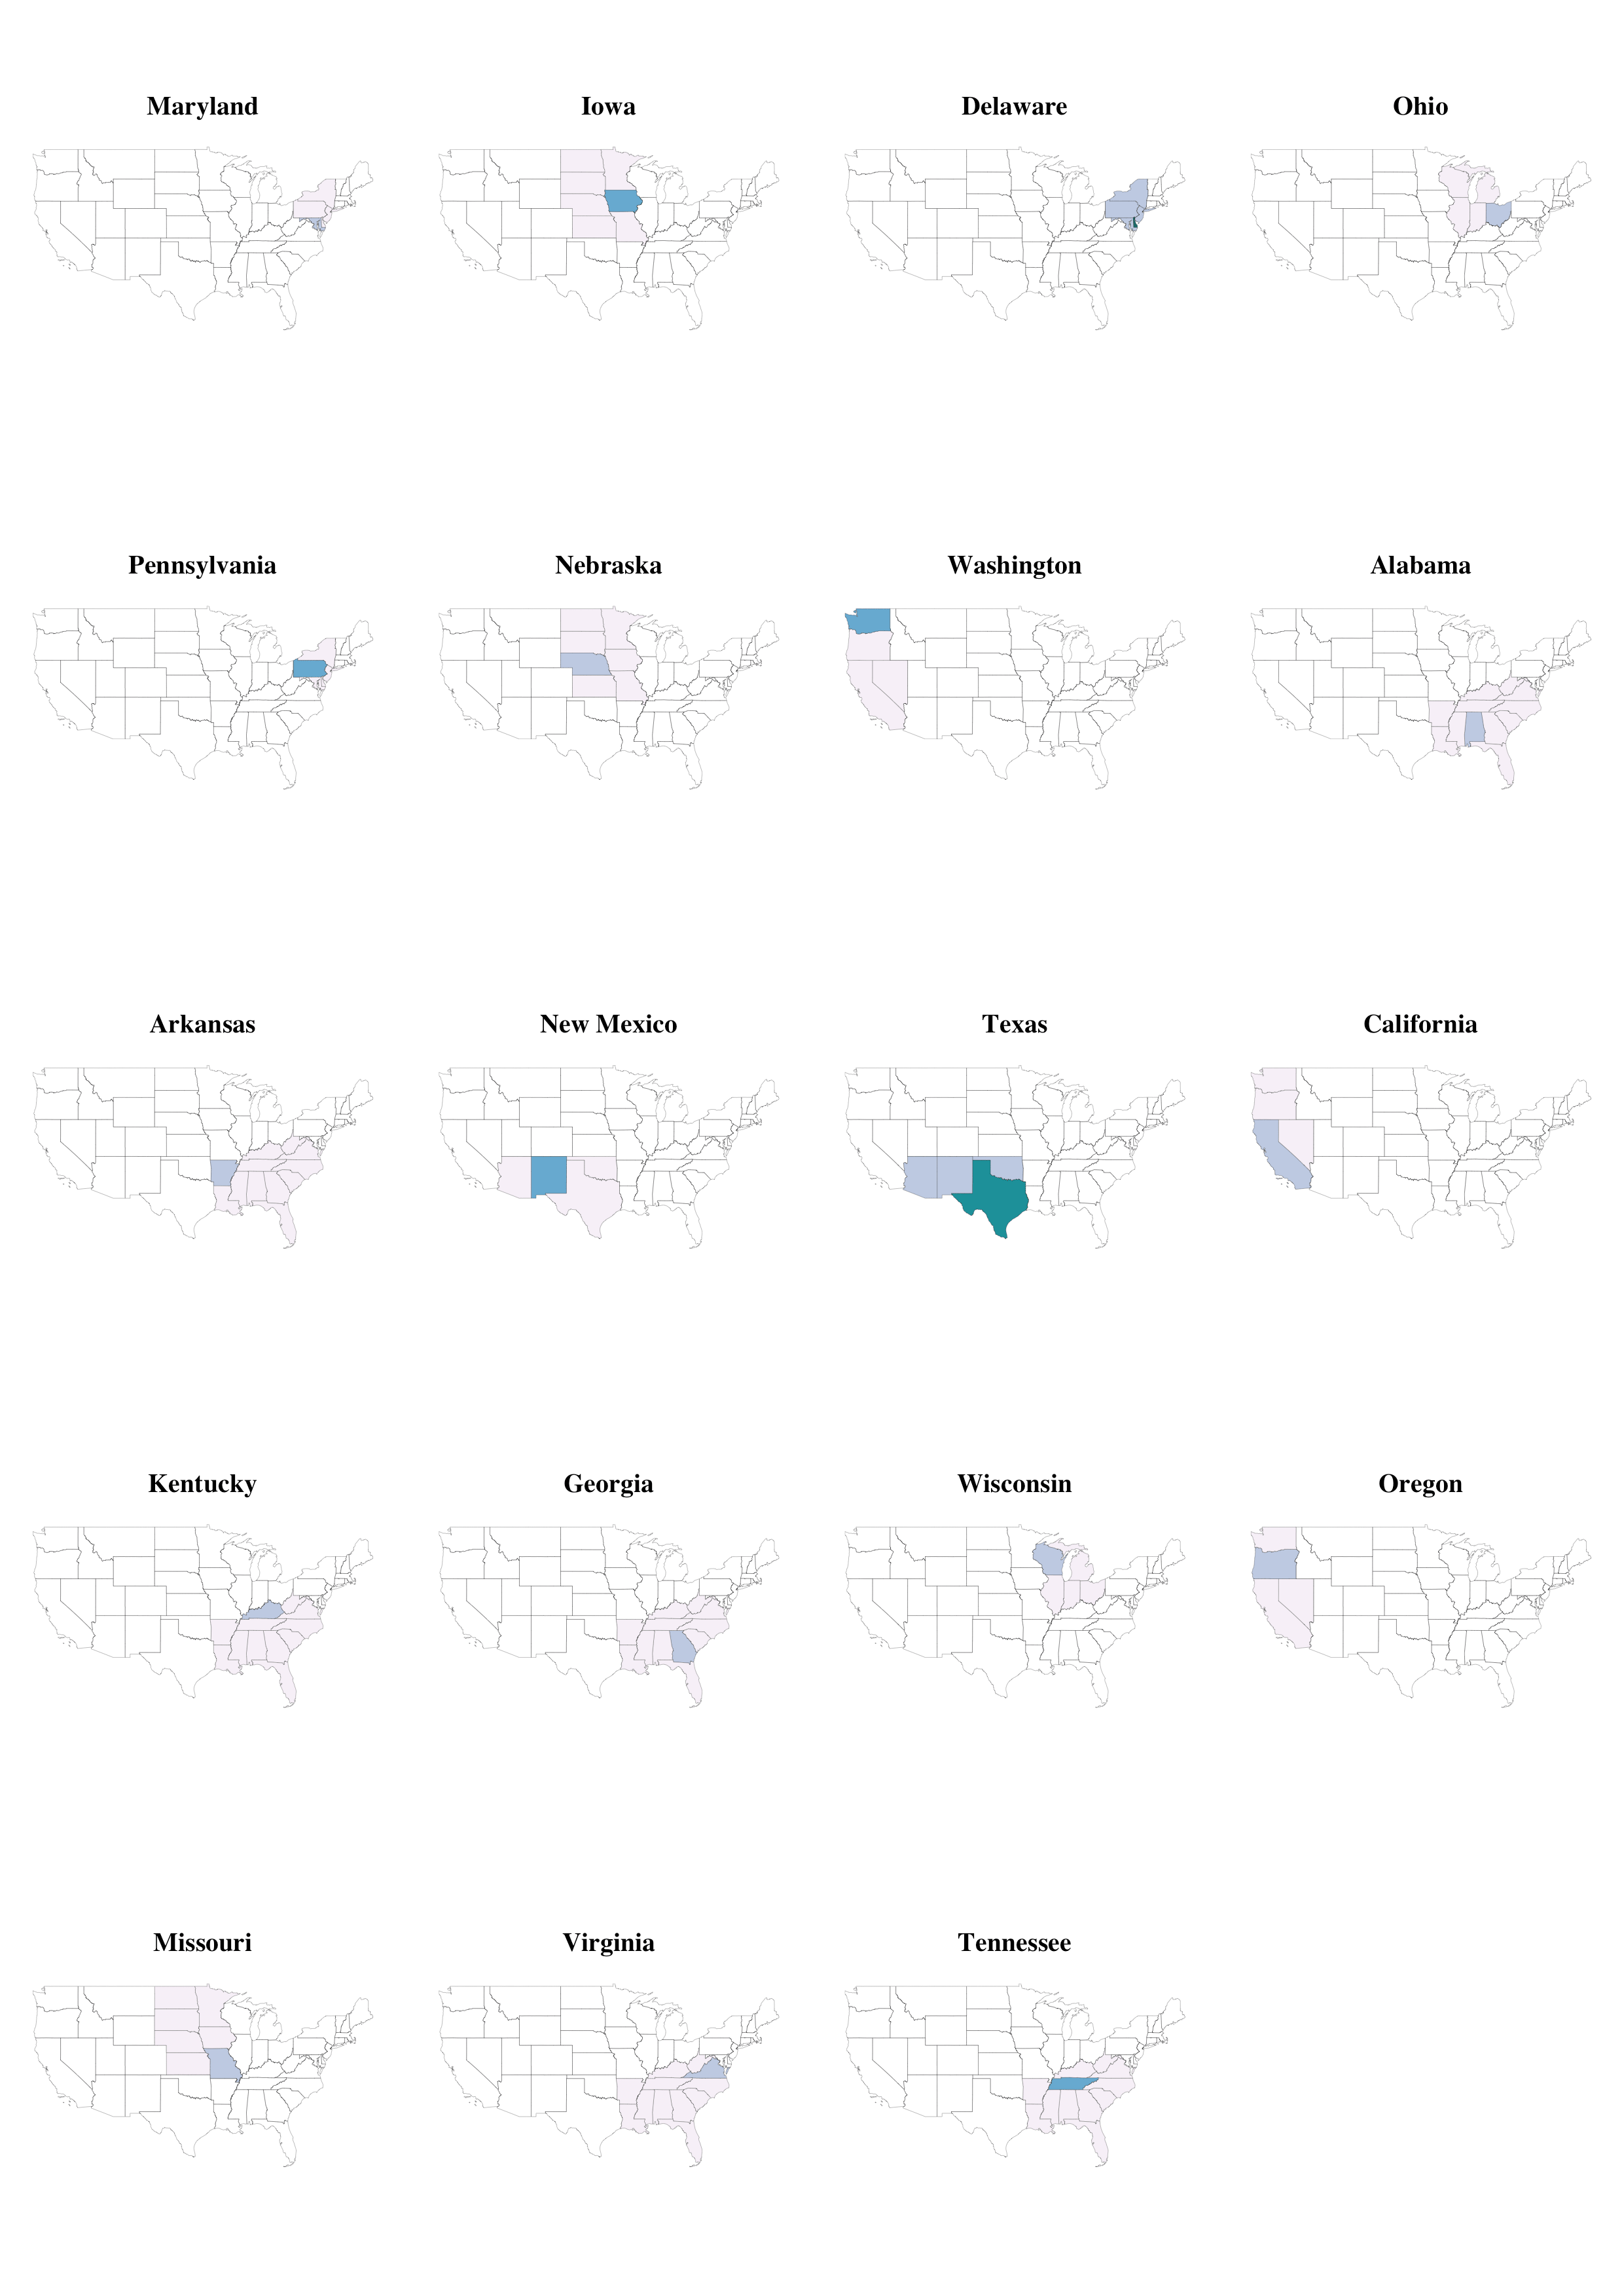 Maryland
Iowa
Delaware
Ohio
Pennsylvania
Nebraska
Washington
Alabama
Arkansas
New Mexico
Texas
California
Kentucky
Georgia
Wisconsin
Oregon
Missouri
Virginia
Tennessee